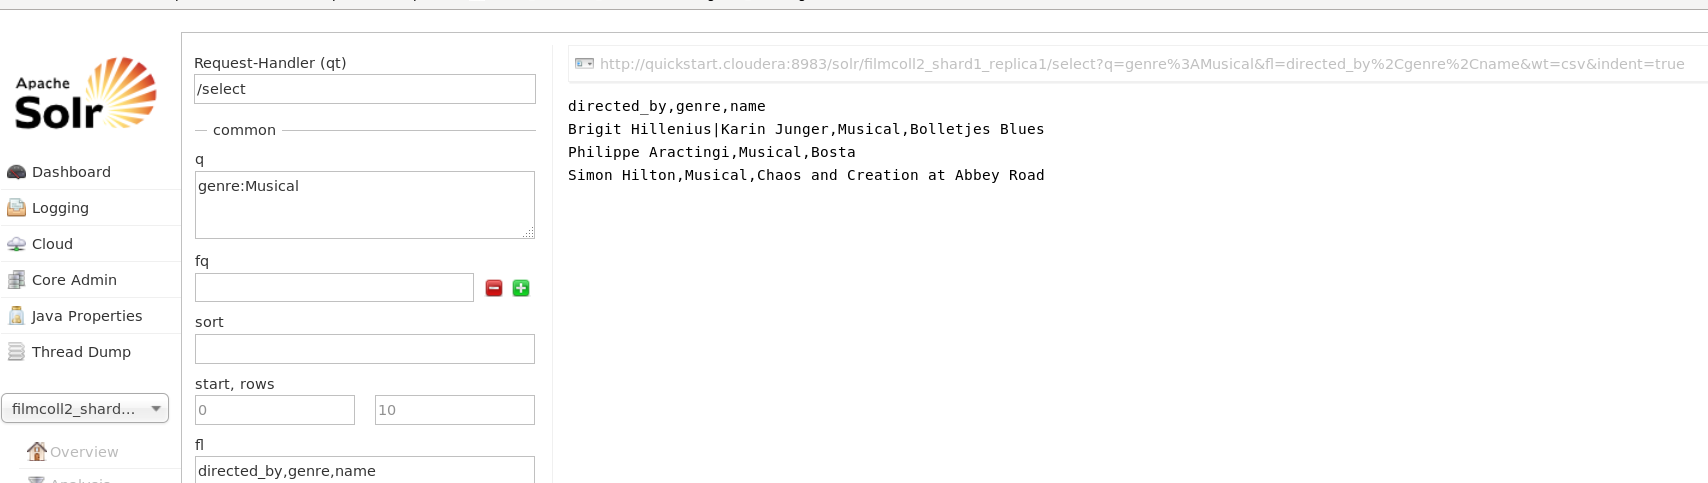 Apache
Solr
Dashboard
Logging
Cloud
Core Admin
Java Properties
Thread Dump
filmcoll2_shard...
Overview
Analysis
Request-Handler (qt)
/select
common
q
genre:Musical
fq
sort
start, rows
0 10
fl
directed_by,genre,name
http://quickstart.cloudera:8983/solr/filmcoll2_shard1_replica1/select?q=genre%3AMusical&fl=directed_by%2Cgenre%2Cname&wt=csv&indent=true
directed_by,genre,name
Brigit Hillenius|Karin Junger,Musical,Bolletjes Blues
Philippe Aractingi,Musical,Bosta
Simon Hilton,Musical,Chaos and Creation at Abbey Road